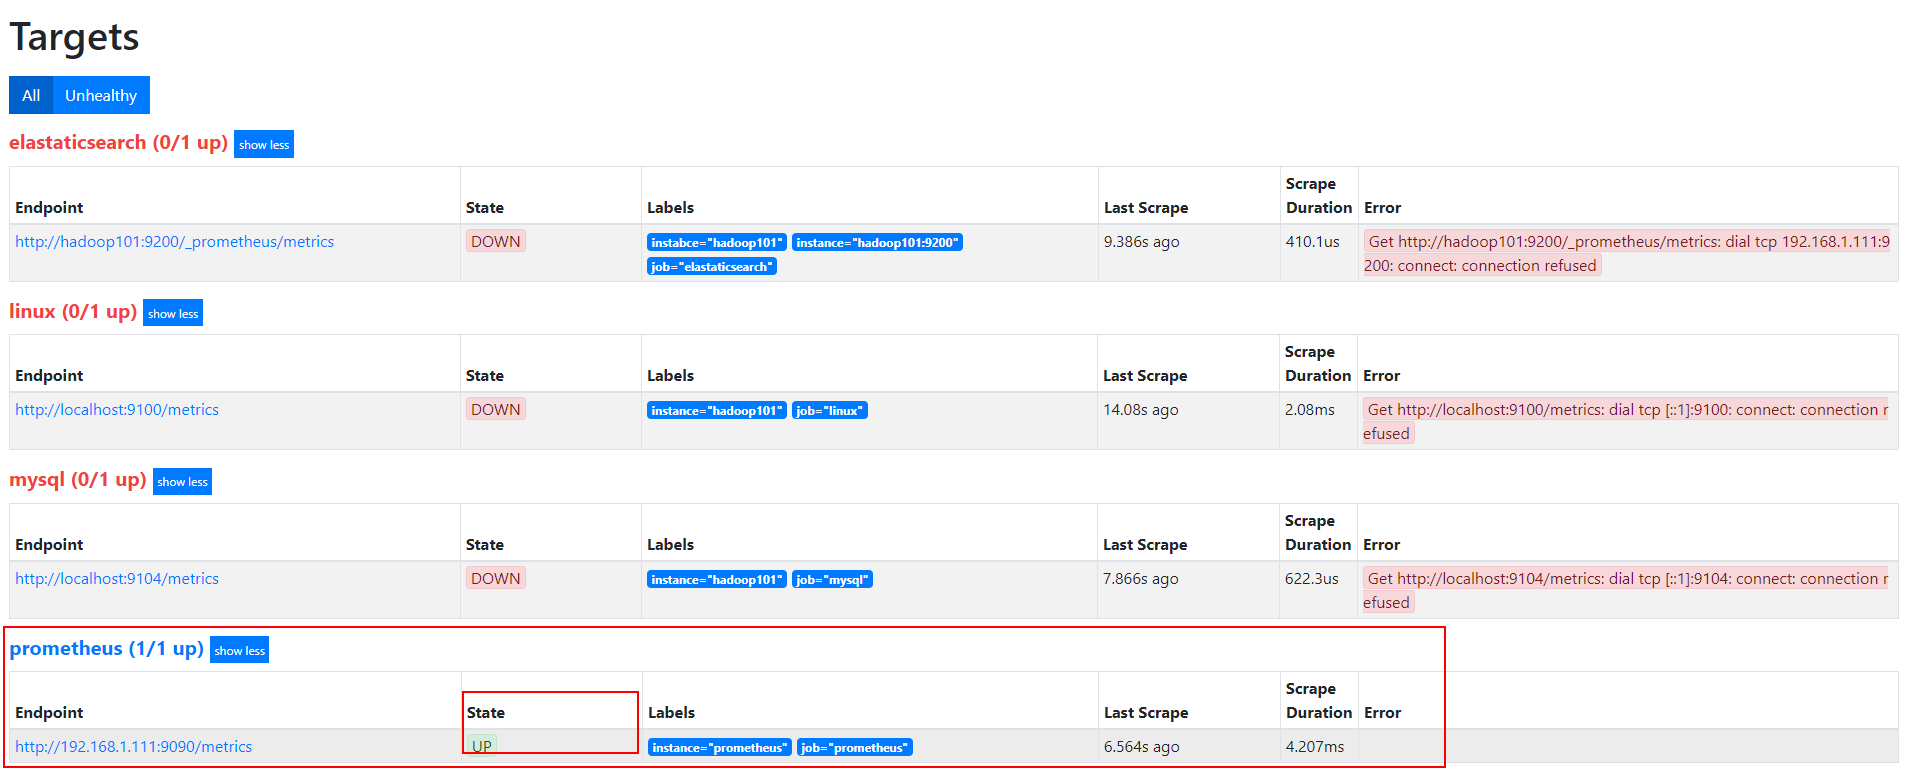 Targets
All Unhealthy
elastaticsearch (0/1 up) show less
Endpoint State Labels Last Scrape Scrape Duration Error
http://hadoop101:9200/_prometheus/metrics DOWN instabce="hadoop101" instance="hadoop101:9200" 9.386s ago 410.1us Get http://hadoop101:9200/_prometheus/metrics: dial tcp 192.168.1.111:9
job="elastaticsearch" 200: connect: connection refused
linux (0/1 up) show less
Endpoint State Labels Last Scrape Scrape Duration Error
http://localhost:9100/metrics DOWN instance="hadoop101" job="linux" 14.08s ago 2.08ms Get http://localhost:9100/metrics: dial tcp [::1]:9100: connect: connection r
efused
mysql (0/1 up) show less
Endpoint State Labels Last Scrape Scrape Duration Error
http://localhost:9104/metrics DOWN instance="hadoop101" job="mysql" 7.866s ago 622.3us Get http://localhost:9104/metrics: dial tcp [::1]:9104: connect: connection r
efused
prometheus (1/1 up) show less
Endpoint State Labels Last Scrape Scrape Duration Error
http://192.168.1.111:9090/metrics UP instance="prometheus" job="prometheus" 6.564s ago 4.207ms